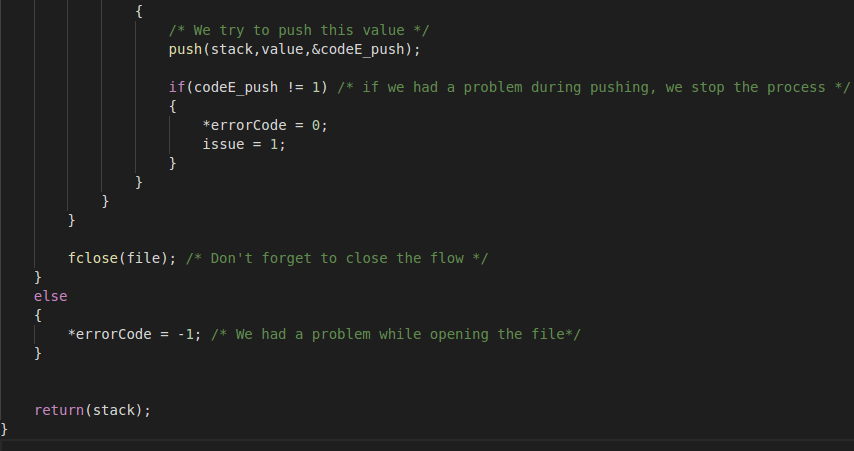 {
/* We try to push this value */
push(stack,value,&codeE_push);
if(codeE_push != 1) /* if we had a problem during pushing, we stop the process */
{
*errorCode = 0;
issue = 1;
}
}
}
}
fclose(file); /* Don't forget to close the flow */
}
else
{
*errorCode = -1; /* We had a problem while opening the file*/
}
return(stack);
}